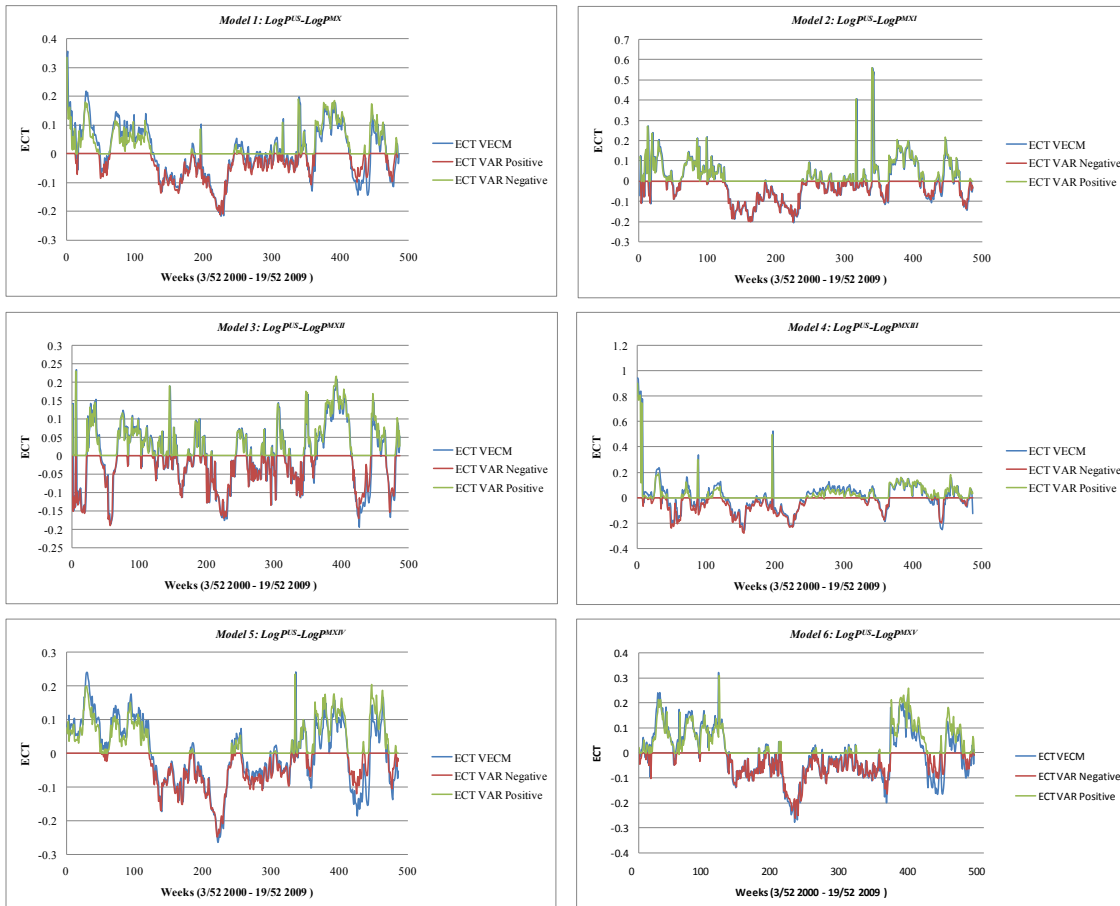 Model 1: LogP^US-LogP^MX
0.4
0.3
0.2
0.1
0
-0.1
-0.2
-0.3
ECT
0 100 200 300 400 500
Weeks (3/52 2000 - 19/52 2009 )
ECT VECM
ECT VAR Positive
ECT VAR Negative
Model 2: LogP^US-LogP^MXI
0.7
0.6
0.5
0.4
0.3
0.2
0.1
0
-0.1
-0.2
-0.3
ECT
0 100 200 300 400 500
Weeks (3/52 2000 - 19/52 2009 )
ECT VECM
ECT VAR Negative
ECT VAR Positive
Model 3: LogP^US-LogP^MXII
0.3
0.25
0.2
0.15
0.1
0.05
0
-0.05
-0.1
-0.15
-0.2
-0.25
ECT
0 100 200 300 400 500
Weeks (3/52 2000 - 19/52 2009 )
ECT VECM
ECT VAR Negative
ECT VAR Positive
Model 4: LogP^US-LogP^MXIII
1.2
1
0.8
0.6
0.4
0.2
0
-0.2
-0.4
ECT
0 100 200 300 400 500
Weeks (3/52 2000 - 19/52 2009 )
ECT VECM
ECT VAR Negative
ECT VAR Positive
Model 5: LogP^US-LogP^MXIV
0.3
0.2
0.1
0
-0.1
-0.2
-0.3
ECT
0 100 200 300 400 500
Weeks (3/52 2000 - 19/52 2009 )
ECT VECM
ECT VAR Negative
ECT VAR Positive
Model 6: LogP^US-LogP^MXV
0.4
0.3
0.2
0.1
0
-0.1
-0.2
-0.3
-0.4
ECT
0 100 200 300 400 500
Weeks (3/52 2000 - 19/52 2009 )
ECT VECM
ECT VAR Negative
ECT VAR Positive